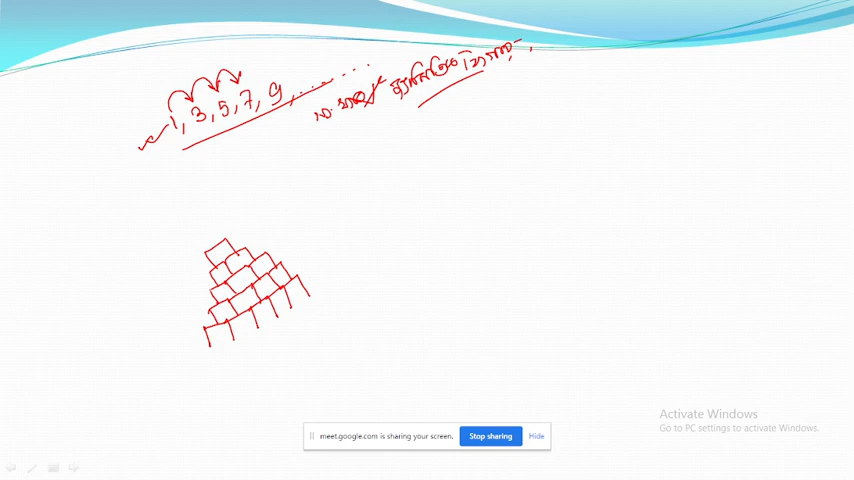 1, 3, 5, 7, 9, .........
meet.google.com is sharing your screen. Stop sharing Hide
Activate Windows
Go to PC settings to activate Windows.